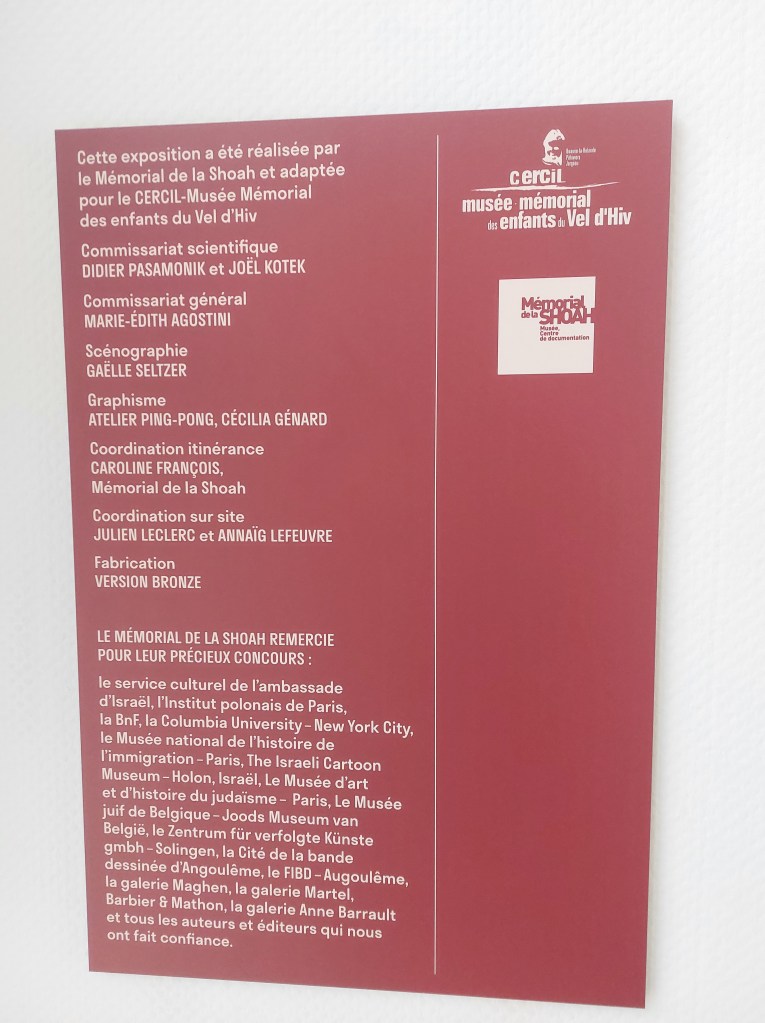 Cette exposition a été réalisée par
le Mémorial de la Shoah et adaptée
pour le CERCIL-Musée Mémorial
des enfants du Vel d'Hiv
Commissariat scientifique
DIDIER PASAMONIK et JOËL KOTEK
Commissariat général
MARIE-ÉDITH AGOSTINI
Scénographie
GAËLLE SELTZER
Graphisme
ATELIER PING-PONG, CÉCILIA GÉNARD
Coordination itinérance
CAROLINE FRANÇOIS,
Mémorial de la Shoah
Coordination sur site
JULIEN LECLERC et ANNAÏG LEFEUVRE
Fabrication
VERSION BRONZE
LE MÉMORIAL DE LA SHOAH REMERCIE
POUR LEUR PRÉCIEUX CONCOURS :
le service culturel de l'ambassade
d'Israël, l'Institut polonais de Paris,
la BnF, la Columbia University – New York City,
le Musée national de l'histoire de
l'immigration – Paris, The Israeli Cartoon
Museum – Holon, Israël, Le Musée d'art
et d'histoire du judaïsme – Paris, Le Musée
juif de Belgique – Joods Museum van
België, le Zentrum für verfolgte Künste
gmbh – Solingen, la Cité de la bande
dessinée d'Angoulême, le FIBD – Augoulême,
la galerie Maghen, la galerie Martel,
Barbier & Mathon, la galerie Anne Barrault
et tous les auteurs et éditeurs qui nous
ont fait confiance.
Beaune-la-Rolande
Pithiviers
Jargeau
CERCIL
musée · mémorial
des enfants du Vel d'Hiv
Mémorial
de la SHOAH
Musée,
Centre
de documentation